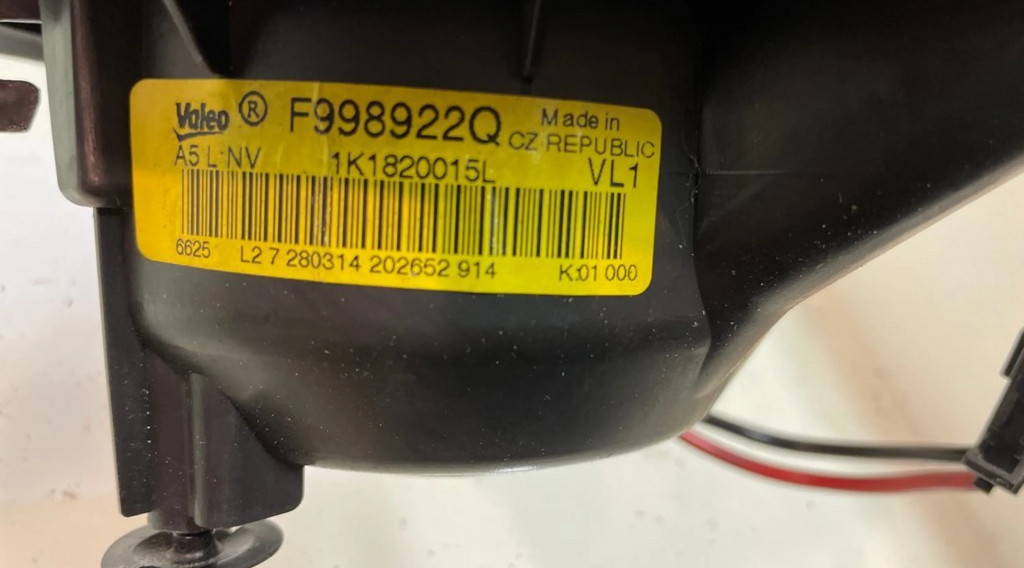 Valeo ® F998922Q Made in
CZ REPUBLIC
A5 L NV 1K1820015L VL1
6625 L2 7 280314 202652 914 K:01 000